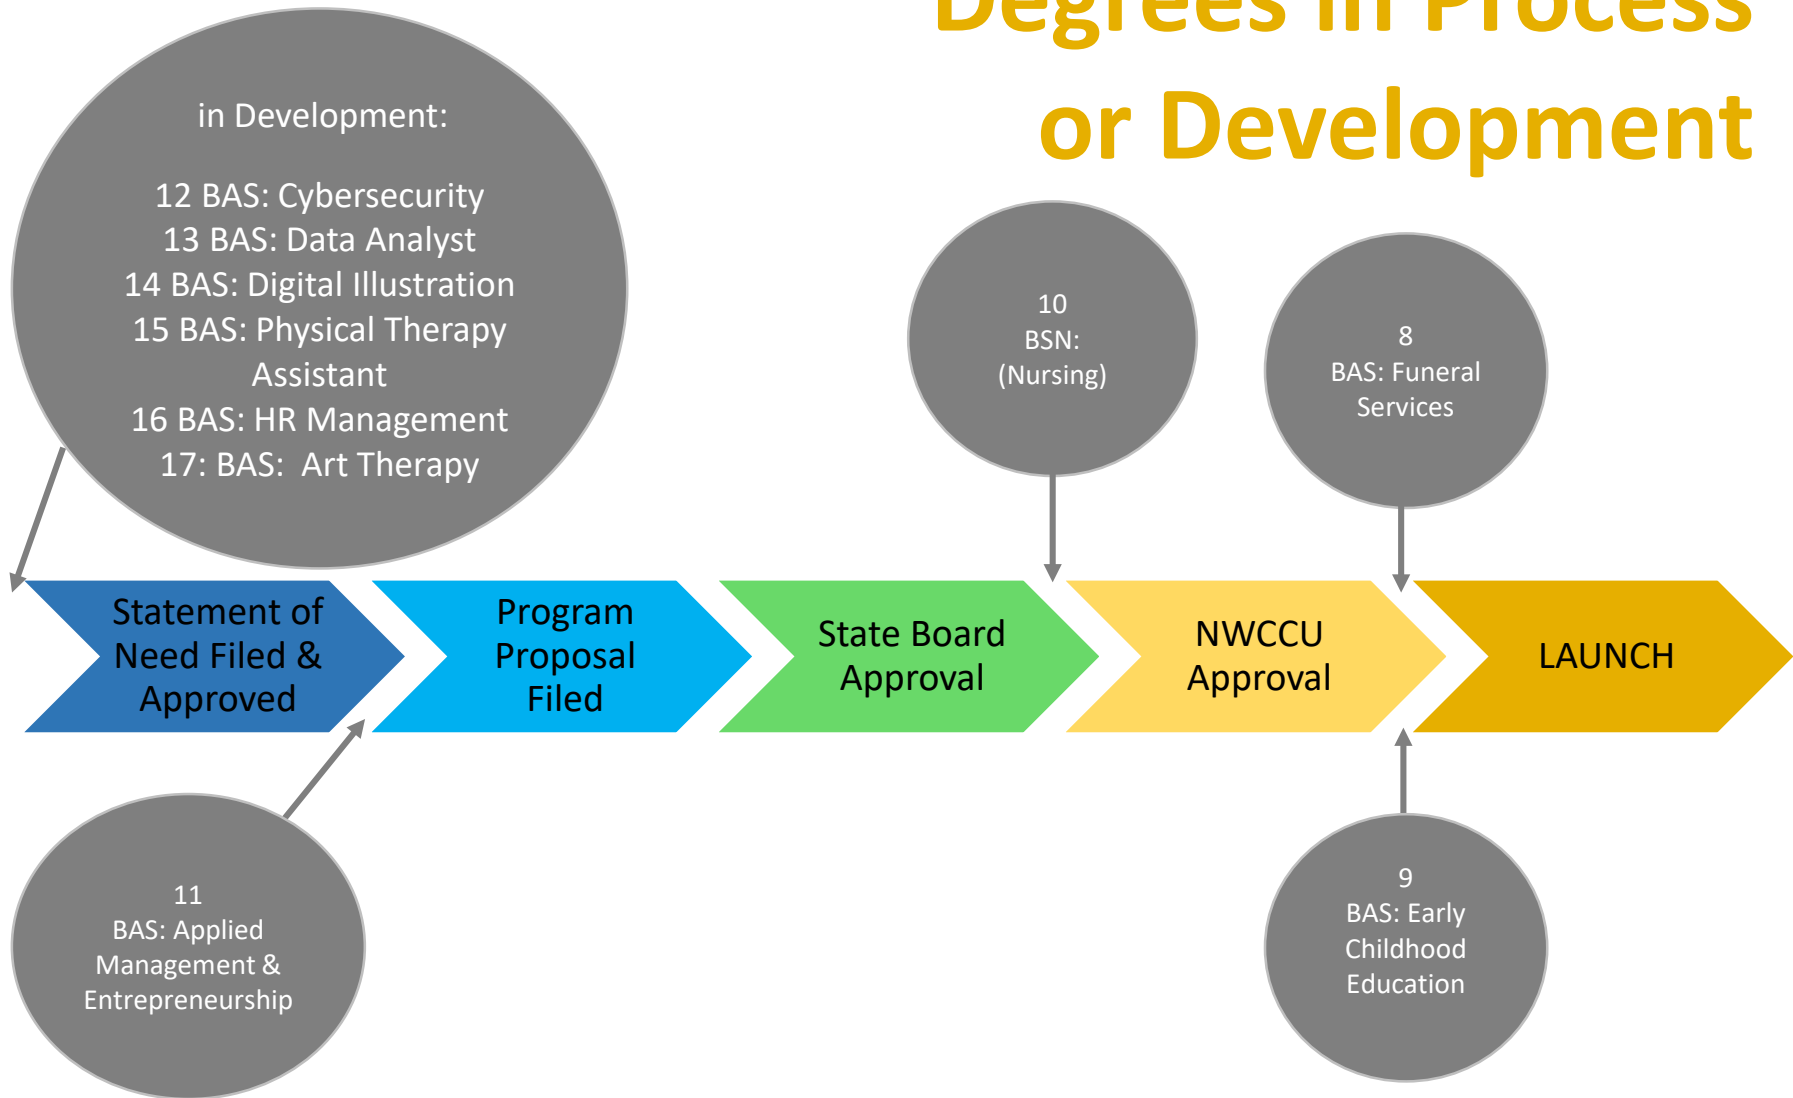 Degrees in Process
or Development
in Development:
12 BAS: Cybersecurity
13 BAS: Data Analyst
14 BAS: Digital Illustration
15 BAS: Physical Therapy
Assistant
16 BAS: HR Management
17: BAS:  Art Therapy
10
BSN:
(Nursing)
8
BAS: Funeral
Services
Statement of
Need Filed &
Approved
Program
Proposal
Filed
State Board
Approval
NWCCU
Approval
LAUNCH
11
BAS: Applied
Management &
Entrepreneurship
9
BAS: Early
Childhood
Education